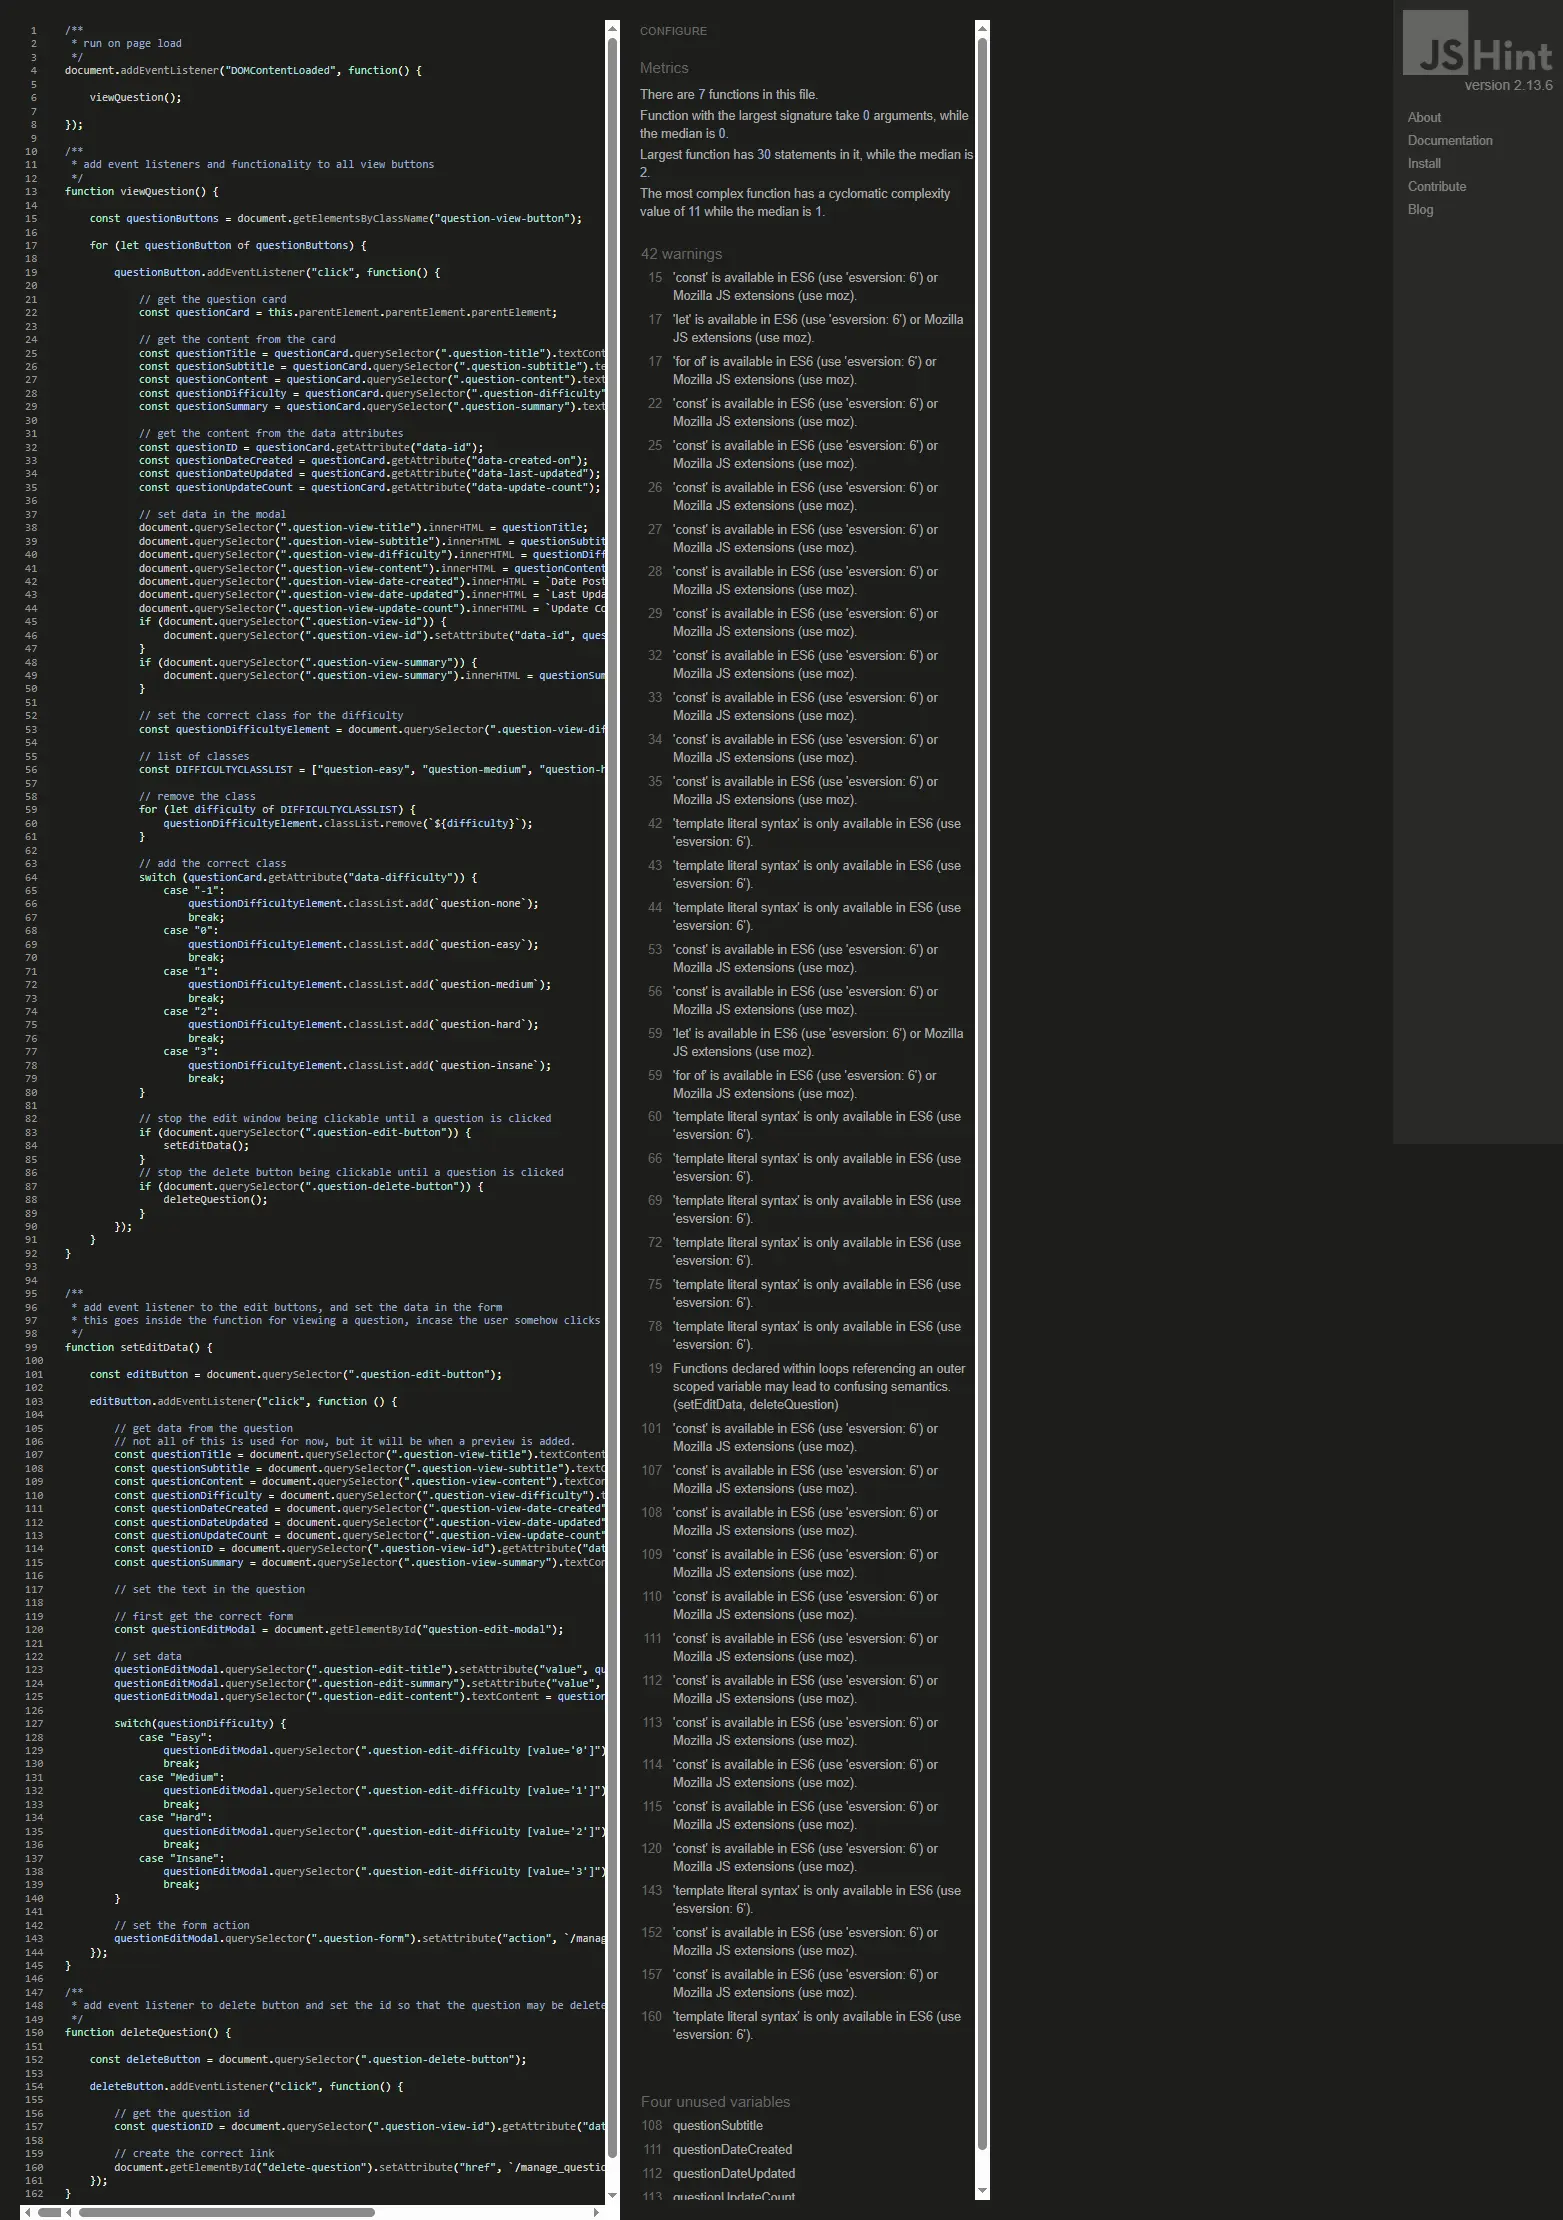 1 /**
2 * run on page load
3 */
4 document.addEventListener("DOMContentLoaded", function() {
5
6 viewQuestion();
7
8 });
9
10 /**
11 * add event listeners and functionality to all view buttons
12 */
13 function viewQuestion() {
14
15 const questionButtons = document.getElementsByClassName("question-view-button");
16
17 for (let questionButton of questionButtons) {
18
19 questionButton.addEventListener("click", function() {
20
21 // get the question card
22 const questionCard = this.parentElement.parentElement.parentElement;
23
24 // get the content from the card
25 const questionTitle = questionCard.querySelector(".question-title").textCont
26 const questionSubtitle = questionCard.querySelector(".question-subtitle").te
27 const questionContent = questionCard.querySelector(".question-content").text
28 const questionDifficulty = questionCard.querySelector(".question-difficulty"
29 const questionSummary = questionCard.querySelector(".question-summary").text
30
31 // get the content from the data attributes
32 const questionID = questionCard.getAttribute("data-id");
33 const questionDateCreated = questionCard.getAttribute("data-created-on");
34 const questionDateUpdated = questionCard.getAttribute("data-last-updated");
35 const questionUpdateCount = questionCard.getAttribute("data-update-count");
36
37 // set data in the modal
38 document.querySelector(".question-view-title").innerHTML = questionTitle;
39 document.querySelector(".question-view-subtitle").innerHTML = questionSubtit
40 document.querySelector(".question-view-difficulty").innerHTML = questionDiff
41 document.querySelector(".question-view-content").innerHTML = questionContent
42 document.querySelector(".question-view-date-created").innerHTML = `Date Post
43 document.querySelector(".question-view-date-updated").innerHTML = `Last Upda
44 document.querySelector(".question-view-update-count").innerHTML = `Update Co
45 if (document.querySelector(".question-view-id")) {
46 document.querySelector(".question-view-id").setAttribute("data-id", ques
47 }
48 if (document.querySelector(".question-view-summary")) {
49 document.querySelector(".question-view-summary").innerHTML = questionSum
50 }
51
52 // set the correct class for the difficulty
53 const questionDifficultyElement = document.querySelector(".question-view-dif
54
55 // list of classes
56 const DIFFICULTYCLASSLIST = ["question-easy", "question-medium", "question-h
57
58 // remove the class
59 for (let difficulty of DIFFICULTYCLASSLIST) {
60 questionDifficultyElement.classList.remove(`${difficulty}`);
61 }
62
63 // add the correct class
64 switch (questionCard.getAttribute("data-difficulty")) {
65 case "-1":
66 questionDifficultyElement.classList.add(`question-none`);
67 break;
68 case "0":
69 questionDifficultyElement.classList.add(`question-easy`);
70 break;
71 case "1":
72 questionDifficultyElement.classList.add(`question-medium`);
73 break;
74 case "2":
75 questionDifficultyElement.classList.add(`question-hard`);
76 break;
77 case "3":
78 questionDifficultyElement.classList.add(`question-insane`);
79 break;
80 }
81
82 // stop the edit window being clickable until a question is clicked
83 if (document.querySelector(".question-edit-button")) {
84 setEditData();
85 }
86 // stop the delete button being clickable until a question is clicked
87 if (document.querySelector(".question-delete-button")) {
88 deleteQuestion();
89 }
90 });
91 }
92 }
93
94
95 /**
96 * add event listener to the edit buttons, and set the data in the form
97 * this goes inside the function for viewing a question, incase the user somehow clicks
98 */
99 function setEditData() {
100
101 const editButton = document.querySelector(".question-edit-button");
102
103 editButton.addEventListener("click", function () {
104
105 // get data from the question
106 // not all of this is used for now, but it will be when a preview is added.
107 const questionTitle = document.querySelector(".question-view-title").textContent
108 const questionSubtitle = document.querySelector(".question-view-subtitle").textC
109 const questionContent = document.querySelector(".question-view-content").textCon
110 const questionDifficulty = document.querySelector(".question-view-difficulty").t
111 const questionDateCreated = document.querySelector(".question-view-date-created"
112 const questionDateUpdated = document.querySelector(".question-view-date-updated"
113 const questionUpdateCount = document.querySelector(".question-view-update-count"
114 const questionID = document.querySelector(".question-view-id").getAttribute("dat
115 const questionSummary = document.querySelector(".question-view-summary").textCon
116
117 // set the text in the question
118
119 // first get the correct form
120 const questionEditModal = document.getElementById("question-edit-modal");
121
122 // set data
123 questionEditModal.querySelector(".question-edit-title").setAttribute("value", qu
124 questionEditModal.querySelector(".question-edit-summary").setAttribute("value",
125 questionEditModal.querySelector(".question-edit-content").textContent = question
126
127 switch(questionDifficulty) {
128 case "Easy":
129 questionEditModal.querySelector(".question-edit-difficulty [value='0']")
130 break;
131 case "Medium":
132 questionEditModal.querySelector(".question-edit-difficulty [value='1']")
133 break;
134 case "Hard":
135 questionEditModal.querySelector(".question-edit-difficulty [value='2']")
136 break;
137 case "Insane":
138 questionEditModal.querySelector(".question-edit-difficulty [value='3']")
139 break;
140 }
141
142 // set the form action
143 questionEditModal.querySelector(".question-form").setAttribute("action", `/manag
144 });
145 }
146
147 /**
148 * add event listener to delete button and set the id so that the question may be delete
149 */
150 function deleteQuestion() {
151
152 const deleteButton = document.querySelector(".question-delete-button");
153
154 deleteButton.addEventListener("click", function() {
155
156 // get the question id
157 const questionID = document.querySelector(".question-view-id").getAttribute("dat
158
159 // create the correct link
160 document.getElementById("delete-question").setAttribute("href", `/manage_questio
161 });
162 }
CONFIGURE
Metrics
There are 7 functions in this file.
Function with the largest signature take 0 arguments, while
the median is 0.
Largest function has 30 statements in it, while the median is
2.
The most complex function has a cyclomatic complexity
value of 11 while the median is 1.
42 warnings
15 'const' is available in ES6 (use 'esversion: 6') or
Mozilla JS extensions (use moz).
17 'let' is available in ES6 (use 'esversion: 6') or Mozilla
JS extensions (use moz).
17 'for of' is available in ES6 (use 'esversion: 6') or
Mozilla JS extensions (use moz).
22 'const' is available in ES6 (use 'esversion: 6') or
Mozilla JS extensions (use moz).
25 'const' is available in ES6 (use 'esversion: 6') or
Mozilla JS extensions (use moz).
26 'const' is available in ES6 (use 'esversion: 6') or
Mozilla JS extensions (use moz).
27 'const' is available in ES6 (use 'esversion: 6') or
Mozilla JS extensions (use moz).
28 'const' is available in ES6 (use 'esversion: 6') or
Mozilla JS extensions (use moz).
29 'const' is available in ES6 (use 'esversion: 6') or
Mozilla JS extensions (use moz).
32 'const' is available in ES6 (use 'esversion: 6') or
Mozilla JS extensions (use moz).
33 'const' is available in ES6 (use 'esversion: 6') or
Mozilla JS extensions (use moz).
34 'const' is available in ES6 (use 'esversion: 6') or
Mozilla JS extensions (use moz).
35 'const' is available in ES6 (use 'esversion: 6') or
Mozilla JS extensions (use moz).
42 'template literal syntax' is only available in ES6 (use
'esversion: 6').
43 'template literal syntax' is only available in ES6 (use
'esversion: 6').
44 'template literal syntax' is only available in ES6 (use
'esversion: 6').
53 'const' is available in ES6 (use 'esversion: 6') or
Mozilla JS extensions (use moz).
56 'const' is available in ES6 (use 'esversion: 6') or
Mozilla JS extensions (use moz).
59 'let' is available in ES6 (use 'esversion: 6') or Mozilla
JS extensions (use moz).
59 'for of' is available in ES6 (use 'esversion: 6') or
Mozilla JS extensions (use moz).
60 'template literal syntax' is only available in ES6 (use
'esversion: 6').
66 'template literal syntax' is only available in ES6 (use
'esversion: 6').
69 'template literal syntax' is only available in ES6 (use
'esversion: 6').
72 'template literal syntax' is only available in ES6 (use
'esversion: 6').
75 'template literal syntax' is only available in ES6 (use
'esversion: 6').
78 'template literal syntax' is only available in ES6 (use
'esversion: 6').
19 Functions declared within loops referencing an outer
scoped variable may lead to confusing semantics.
(setEditData, deleteQuestion)
101 'const' is available in ES6 (use 'esversion: 6') or
Mozilla JS extensions (use moz).
107 'const' is available in ES6 (use 'esversion: 6') or
Mozilla JS extensions (use moz).
108 'const' is available in ES6 (use 'esversion: 6') or
Mozilla JS extensions (use moz).
109 'const' is available in ES6 (use 'esversion: 6') or
Mozilla JS extensions (use moz).
110 'const' is available in ES6 (use 'esversion: 6') or
Mozilla JS extensions (use moz).
111 'const' is available in ES6 (use 'esversion: 6') or
Mozilla JS extensions (use moz).
112 'const' is available in ES6 (use 'esversion: 6') or
Mozilla JS extensions (use moz).
113 'const' is available in ES6 (use 'esversion: 6') or
Mozilla JS extensions (use moz).
114 'const' is available in ES6 (use 'esversion: 6') or
Mozilla JS extensions (use moz).
115 'const' is available in ES6 (use 'esversion: 6') or
Mozilla JS extensions (use moz).
120 'const' is available in ES6 (use 'esversion: 6') or
Mozilla JS extensions (use moz).
143 'template literal syntax' is only available in ES6 (use
'esversion: 6').
152 'const' is available in ES6 (use 'esversion: 6') or
Mozilla JS extensions (use moz).
157 'const' is available in ES6 (use 'esversion: 6') or
Mozilla JS extensions (use moz).
160 'template literal syntax' is only available in ES6 (use
'esversion: 6').
Four unused variables
108 questionSubtitle
111 questionDateCreated
112 questionDateUpdated
113 questionUpdateCount
JSHint
version 2.13.6
About
Documentation
Install
Contribute
Blog